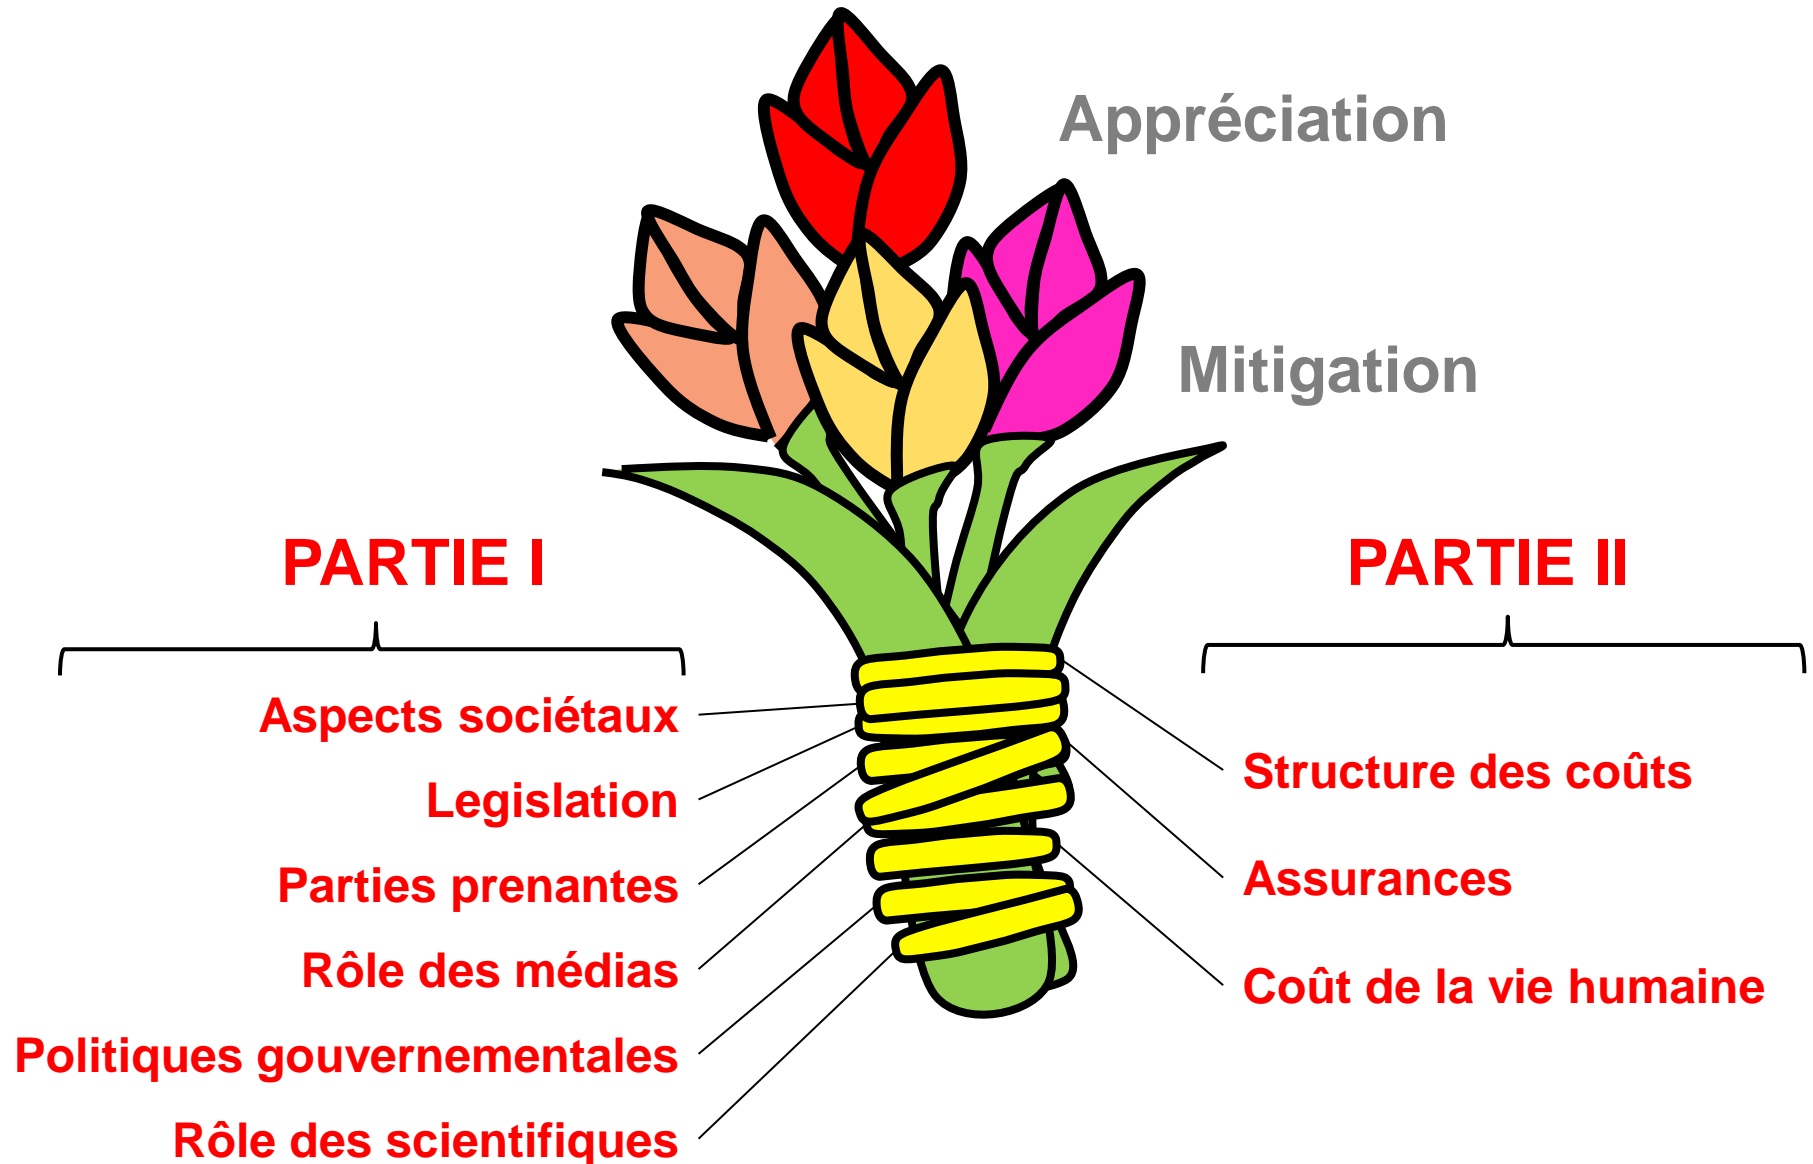 Appréciation
Mitigation
PARTIE I
Aspects sociétaux
Legislation
Parties prenantes
Rôle des médias
Politiques gouvernementales
Rôle des scientifiques
PARTIE II
Structure des coûts
Assurances
Coût de la vie humaine